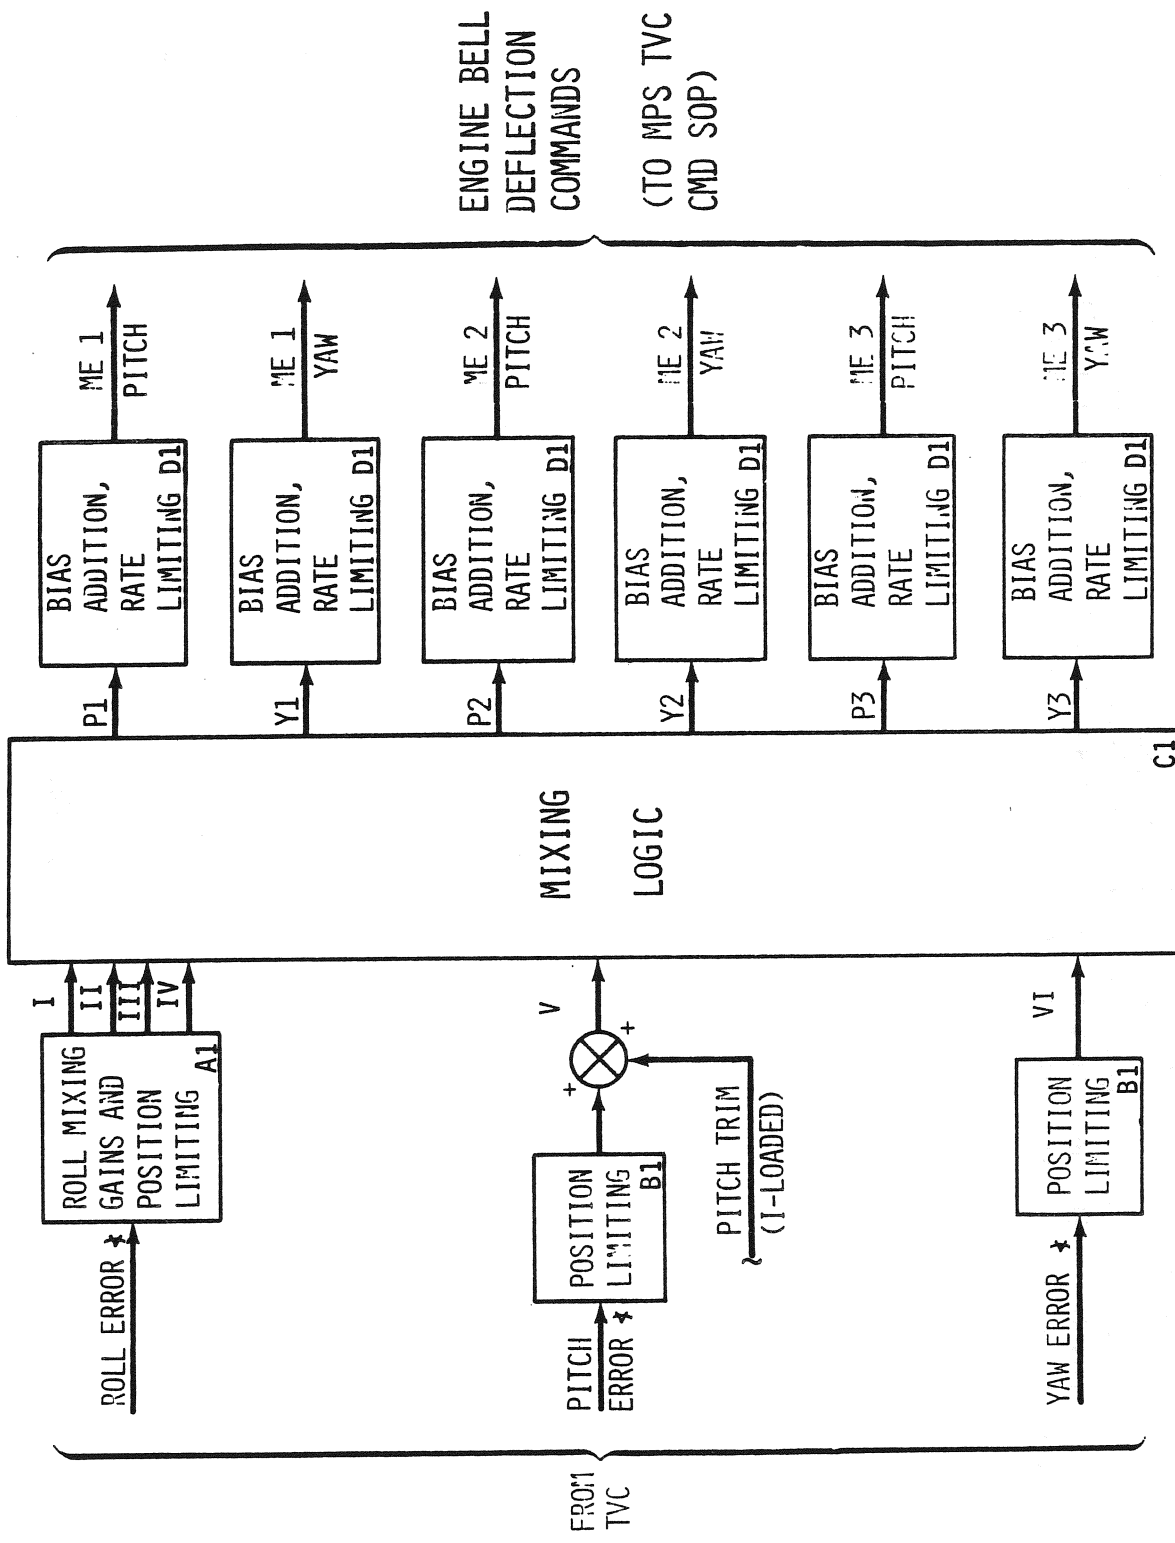 FROM
TVC
ROLL ERROR *
PITCH
ERROR *
YAW ERROR *
ROLL MIXING
GAINS AND
POSITION
LIMITING
A1
POSITION
LIMITING
B1
PITCH TRIM
(I-LOADED)
POSITION
LIMITING
B1
+
+
I
II
III
IV
V
VI
MIXING
LOGIC
C1
P1
Y1
P2
Y2
P3
Y3
BIAS
ADDITION,
RATE
LIMITING D1
BIAS
ADDITION,
RATE
LIMITING D1
BIAS
ADDITION,
RATE
LIMITING D1
BIAS
ADDITION,
RATE
LIMITING D1
BIAS
ADDITION,
RATE
LIMITING D1
BIAS
ADDITION,
RATE
LIMITING D1
ME 1
PITCH
ME 1
YAW
ME 2
PITCH
ME 2
YAW
ME 3
PITCH
ME 3
YAW
ENGINE BELL
DEFLECTION
COMMANDS
(TO MPS TVC
CMD SOP)